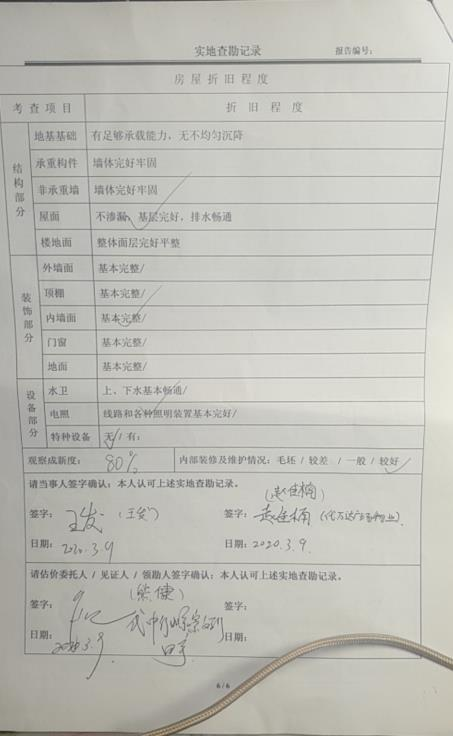 实地查勘记录 报告编号：
房屋折旧程度
考查项目 折旧程度
结构部分
地基基础 有足够承载能力，无不均匀沉降
承重构件 墙体完好牢固
非承重墙 墙体完好牢固
屋面 不渗漏，基层完好，排水畅通
楼地面 整体面层完好平整
装饰部分
外墙面 基本完整/
顶棚 基本完整/
内墙面 基本完整/
门窗 基本完整/
地面 基本完整/
设备部分
水卫 上、下水基本畅通/
电照 线路和各种照明装置基本完好/
特种设备 无/有：
观察成新度： 80% 内部装修及维护情况：毛坯 / 较差 / 一般 / 较好
请当事人签字确认：本人认可上述实地查勘记录。
签字：王发 (王发) 签字：
日期：2020.3.9 日期：2020.3.9.
请估价委托人 / 见证人 / 领勘人签字确认：本人认可上述实地查勘记录。
(熊健)
签字： 签字：
日期：2020.3.9 日期：
6/6